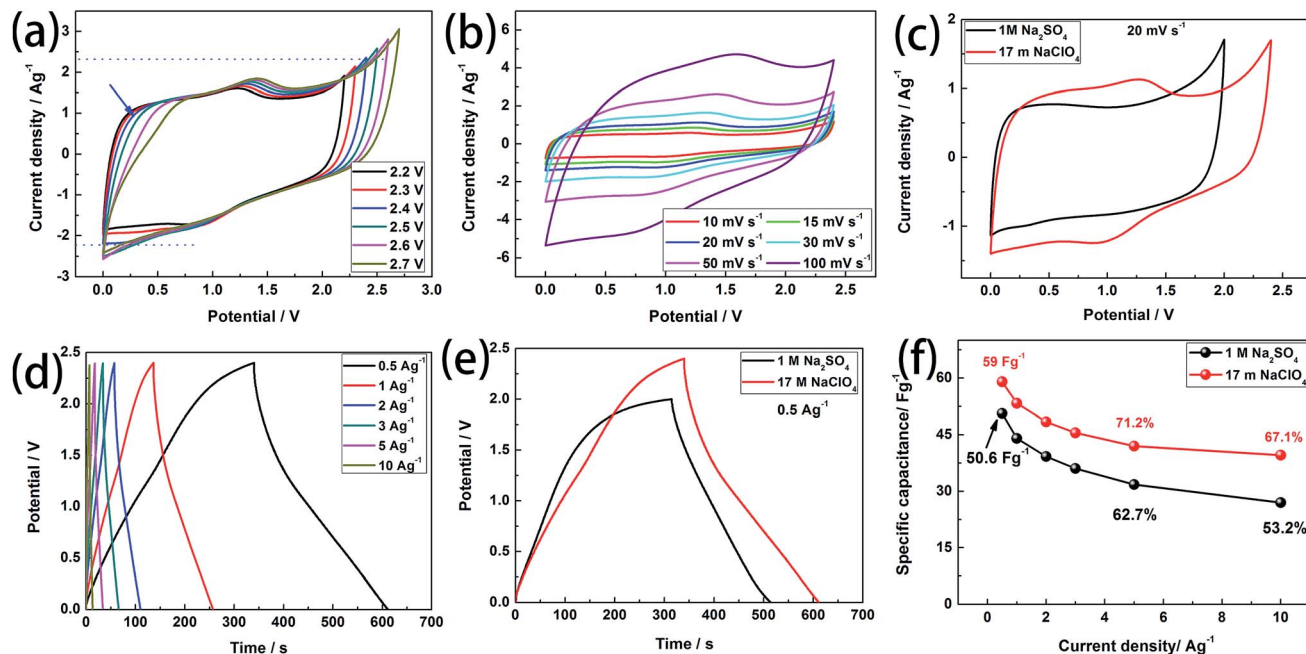 (a)
Current density / Ag⁻¹
3
2
1
0
-1
-2
-3
2.2 V
2.3 V
2.4 V
2.5 V
2.6 V
2.7 V
0.0 0.5 1.0 1.5 2.0 2.5 3.0
Potential / V
(b)
Current density / Ag⁻¹
6
4
2
0
-2
-4
-6
10 mV s⁻¹ 15 mV s⁻¹
20 mV s⁻¹ 30 mV s⁻¹
50 mV s⁻¹ 100 mV s⁻¹
0.0 0.5 1.0 1.5 2.0 2.5
Potential / V
(c)
Current density / Ag⁻¹
2
1
0
-1
1M Na₂SO₄ 20 mV s⁻¹
17 m NaClO₄
0.0 0.5 1.0 1.5 2.0 2.5
Potential / V
(d)
Potential / V
2.5
2.0
1.5
1.0
0.5
0.0
0.5 Ag⁻¹
1 Ag⁻¹
2 Ag⁻¹
3 Ag⁻¹
5 Ag⁻¹
10 Ag⁻¹
0 100 200 300 400 500 600 700
Time / s
(e)
Potential / V
2.5
2.0
1.5
1.0
0.5
0.0
1 M Na₂SO₄
17 M NaClO₄
0.5 Ag⁻¹
0 100 200 300 400 500 600 700
Time / s
(f)
Specific capacitance/ Fg⁻¹
60
45
30
15
1 M Na₂SO₄
17 m NaClO₄
59 Fg⁻¹
50.6 Fg⁻¹
71.2%
67.1%
62.7%
53.2%
0 2 4 6 8 10
Current density/ Ag⁻¹